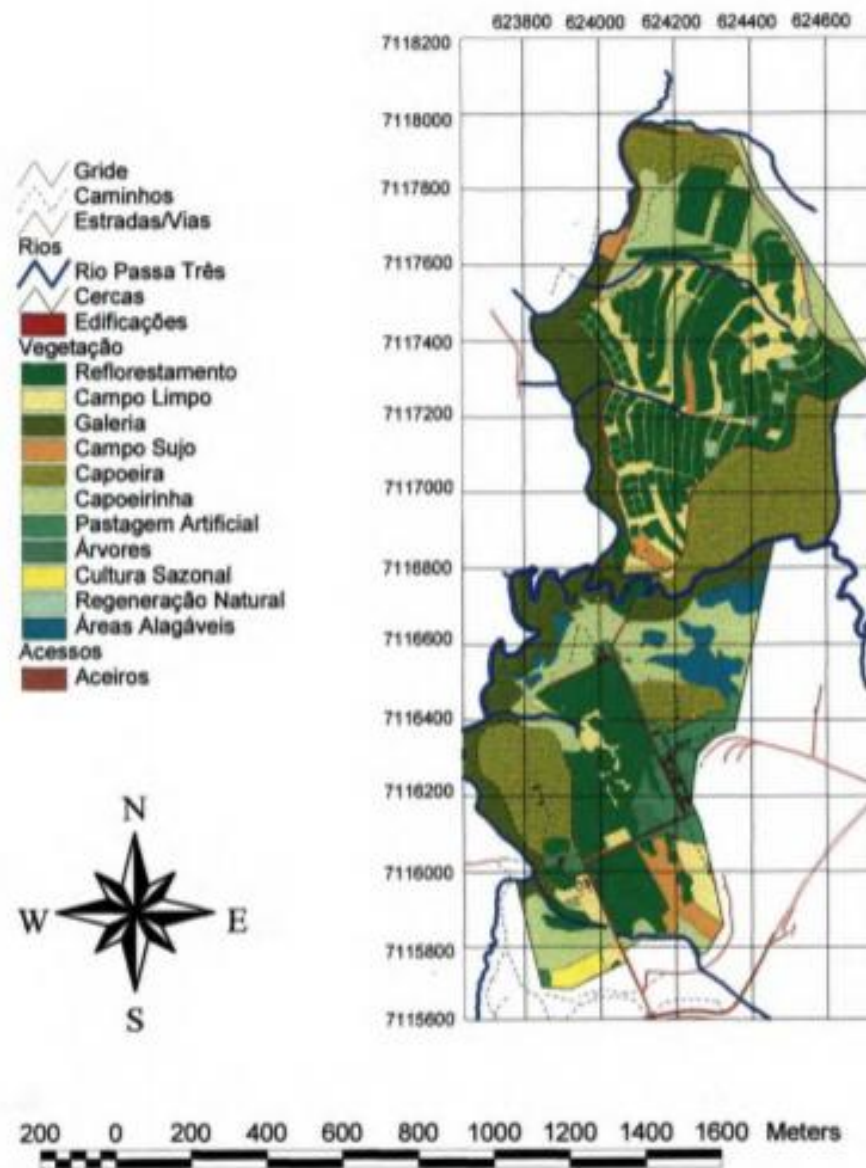 623800 624000 624200 624400 624600
7118200
7118000
7117800
7117600
7117400
7117200
7117000
7116800
7116600
7116400
7116200
7116000
7115800
7115600
Gride
Caminhos
Estradas/Vias
Rios
Rio Passa Três
Cercas
Edificações
Vegetação
Reflorestamento
Campo Limpo
Galeria
Campo Sujo
Capoeira
Capoeirinha
Pastagem Artificial
Árvores
Cultura Sazonal
Regeneração Natural
Áreas Alagáveis
Acessos
Aceiros
N
W E
S
200 0 200 400 600 800 1000 1200 1400 1600 Meters